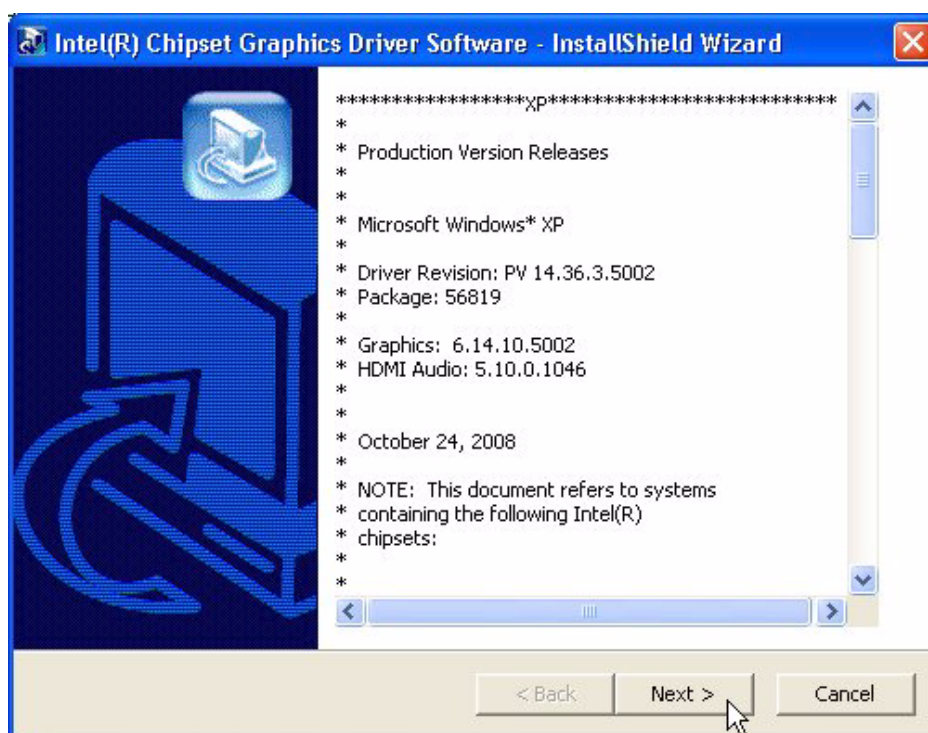 Intel(R) Chipset Graphics Driver Software - InstallShield Wizard
*****************XP**************************
*
* Production Version Releases
*
*
* Microsoft Windows* XP
*
* Driver Revision: PV 14.36.3.5002
* Package: 56819
*
* Graphics: 6.14.10.5002
* HDMI Audio: 5.10.0.1046
*
*
* October 24, 2008
*
* NOTE: This document refers to systems
* containing the following Intel(R)
* chipsets:
*
*
< Back
Next >
Cancel